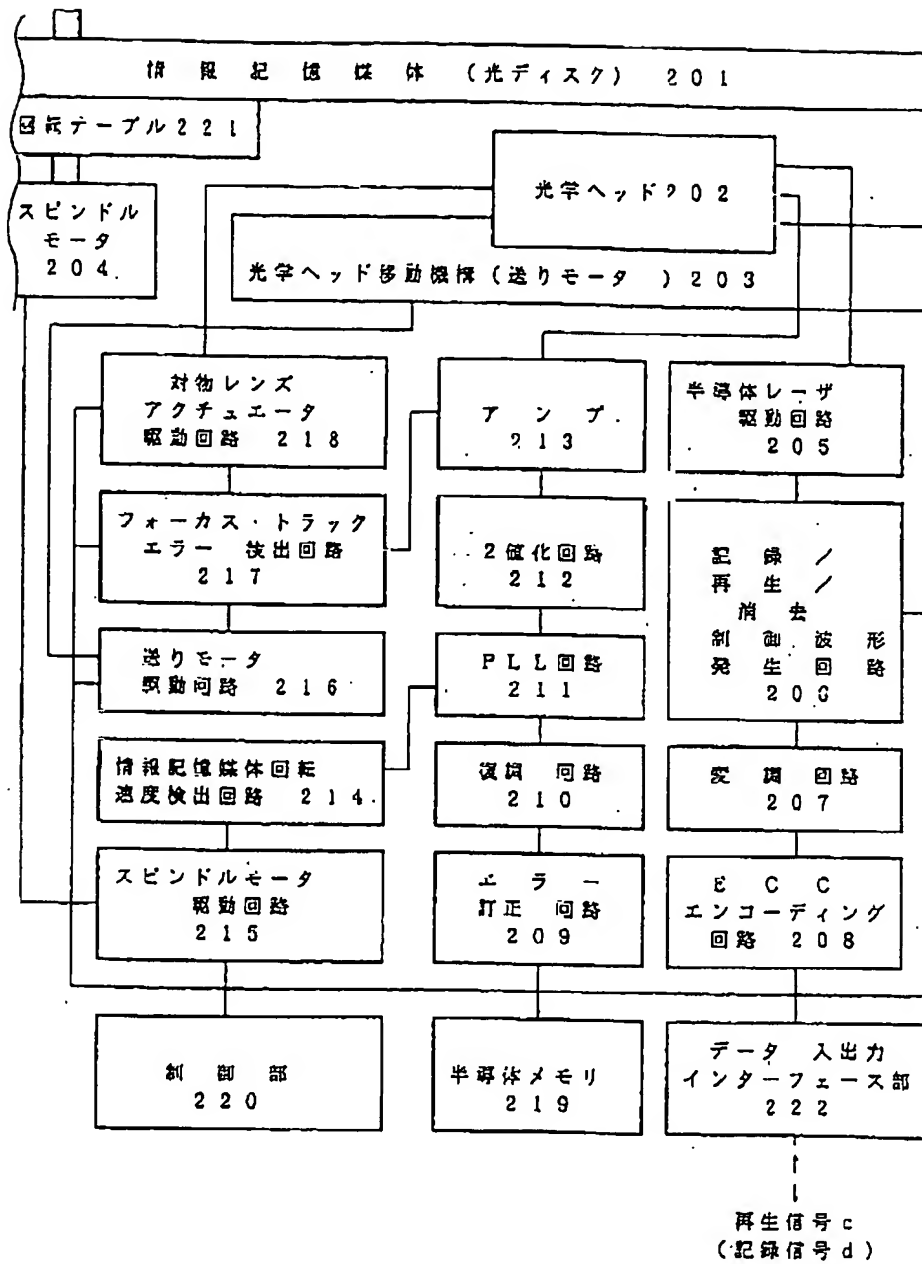 情報記憶媒体 (光ディスク) 201
回転テーブル221
スピンドル
モータ
204
光学ヘッド202
光学ヘッド移動機構(送りモータ )203
対物レンズ
アクチュエータ
駆動回路 218
アンプ
213
半導体レーザ
駆動回路
205
フォーカス・トラック
エラー 検出回路
217
2値化回路
212
記録/
再生/
消去
制御波形
発生回路
206
送りモータ
駆動回路 216
PLL回路
211
情報記憶媒体回転
速度検出回路 214
復調 回路
210
変調回路
207
スピンドルモータ
駆動回路
215
エラー
訂正 回路
209
ECC
エンコーディング
回路 208
制御部
220
半導体メモリ
219
データ 入出力
インターフェース部
222
再生信号c
(記録信号d)